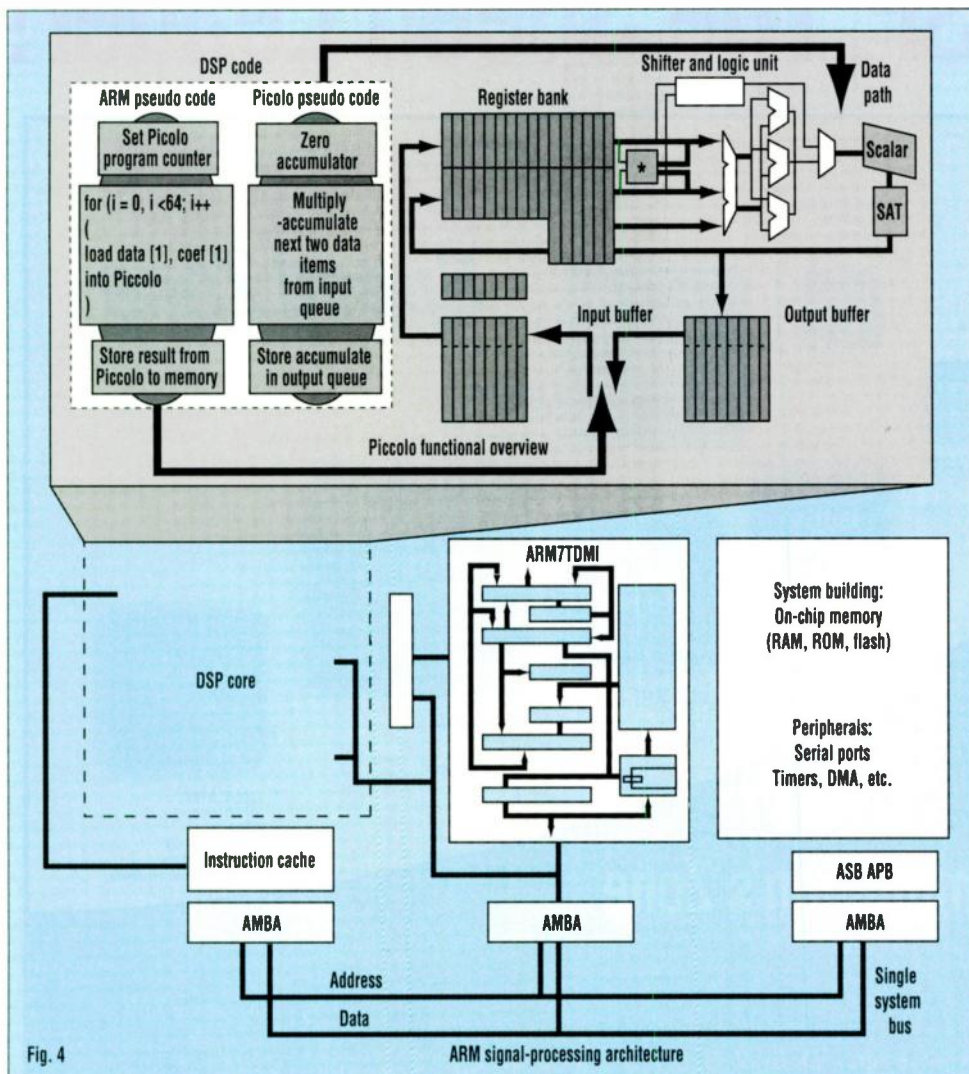 DSP code
ARM pseudo code
Picolo pseudo code
Set Picolo
program counter
for (i = 0, i <64; i++
(
load data [1], coef [1]
into Piccolo
)
Store result from
Piccolo to memory
Zero
accumulator
Multiply
-accumulate
next two data
items
from input
queue
Store accumulate
in output queue
Register bank
*
Shifter and logic unit
Data
path
Scalar
SAT
Input buffer
Output buffer
Piccolo functional overview
DSP core
ARM7TDMI
System building:
On-chip memory
(RAM, ROM, flash)
Peripherals:
Serial ports
Timers, DMA, etc.
Instruction cache
ASB APB
AMBA
AMBA
AMBA
Address
Data
Single
system
bus
Fig. 4
ARM signal-processing architecture